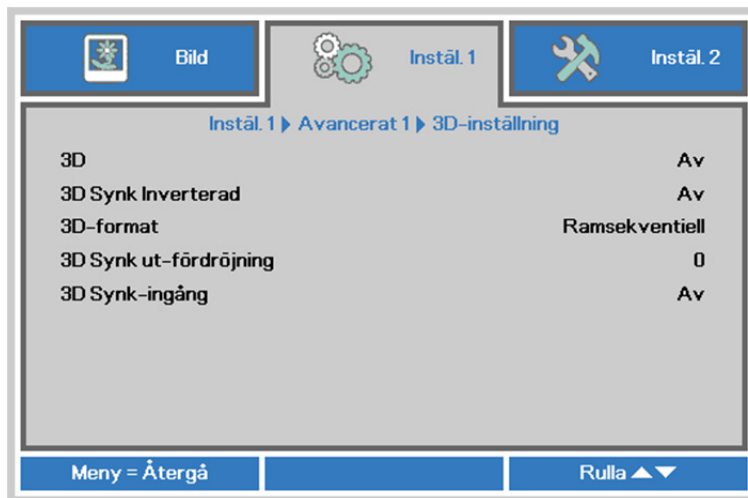 Bild
Instäl. 1
Instäl. 2
Instäl. 1 ▶ Avancerat 1 ▶ 3D-inställning
3D Av
3D Synk Inverterad Av
3D-format Ramsekventiell
3D Synk ut-fördröjning 0
3D Synk-ingång Av
Meny = Återgå
Rulla ▲▼